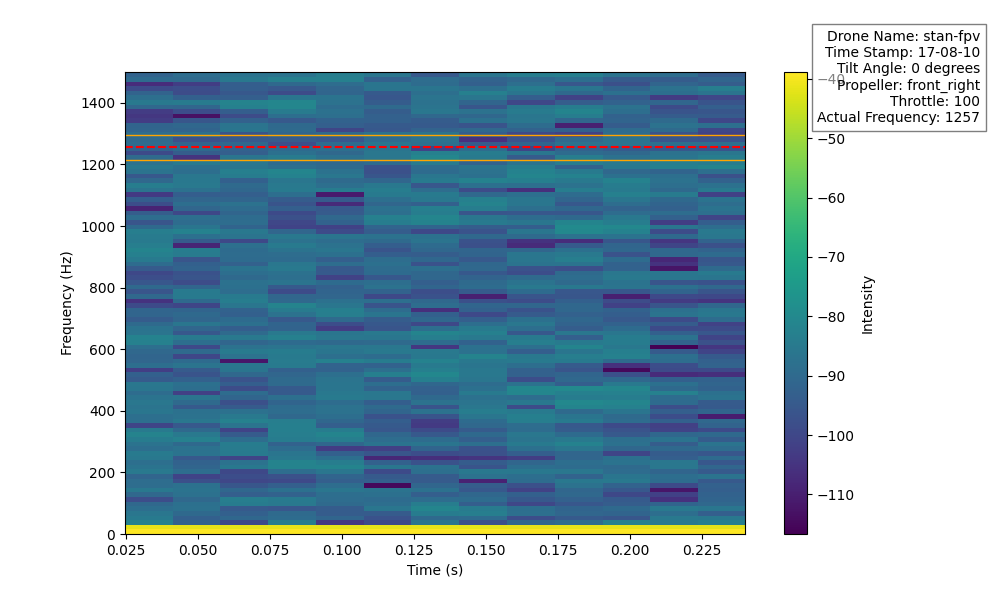 Drone Name: stan-fpv
Time Stamp: 17-08-10
Tilt Angle: 0 degrees
Propeller: front_right
Throttle: 100
Actual Frequency: 1257
1400
1200
1000
800
600
400
200
0
Frequency (Hz)
0.025
0.050
0.075
0.100
0.125
0.150
0.175
0.200
0.225
Time (s)
−40
−50
−60
−70
−80
−90
−100
−110
Intensity